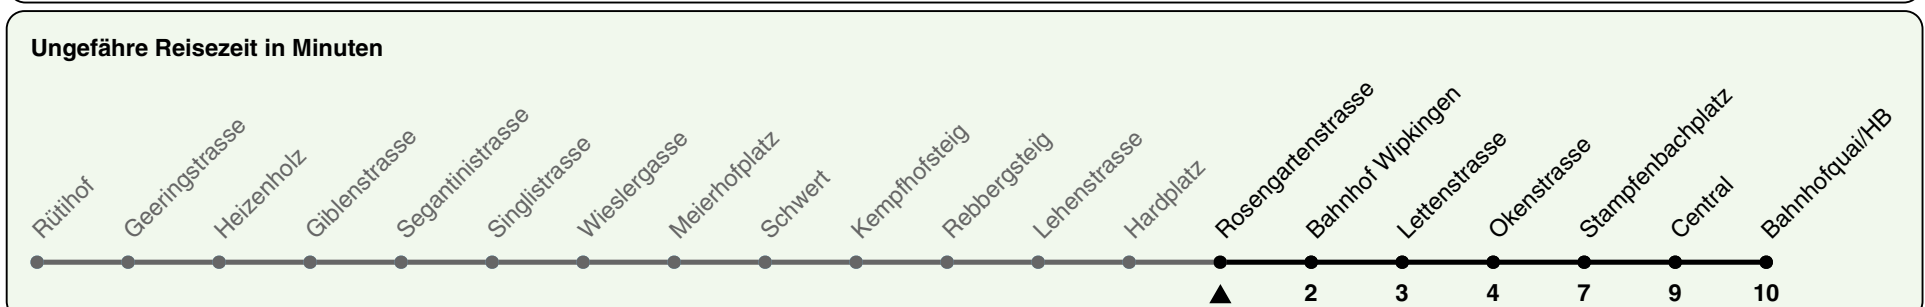 Ungefähre Reisezeit in Minuten
Rütihof
Geeringstrasse
Heizenholz
Giblenstrasse
Segantinistrasse
Singlistrasse
Wieslergasse
Meierhofplatz
Schwert
Kempfhofsteig
Rebbergsteig
Lehenstrasse
Hardplatz
Rosengartenstrasse
Bahnhof Wipkingen
Lettenstrasse
Okenstrasse
Stampfenbachplatz
Central
Bahnhofquai/HB
2 3 4 7 9 10